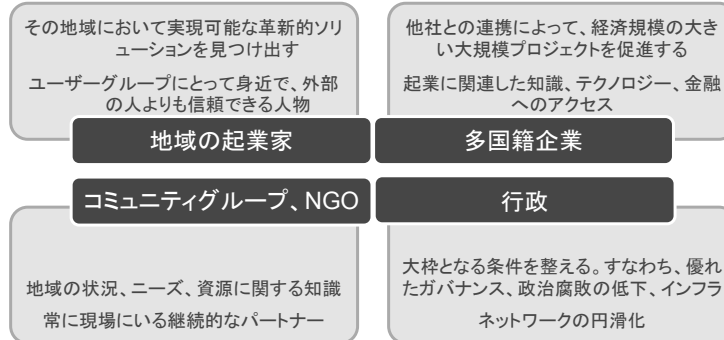 その地域において実現可能な革新的ソリ
ューションを見つけ出す
ユーザーグループにとって身近で、外部
の人よりも信頼できる人物
地域の起業家
他社との連携によって、経済規模の大き
い大規模プロジェクトを促進する
起業に関連した知識、テクノロジー、金融
へのアクセス
多国籍企業
コミュニティグループ、NGO
地域の状況、ニーズ、資源に関する知識
常に現場にいる継続的なパートナー
行政
大枠となる条件を整える。すなわち、優れ
たガバナンス、政治腐敗の低下、インフラ
ネットワークの円滑化